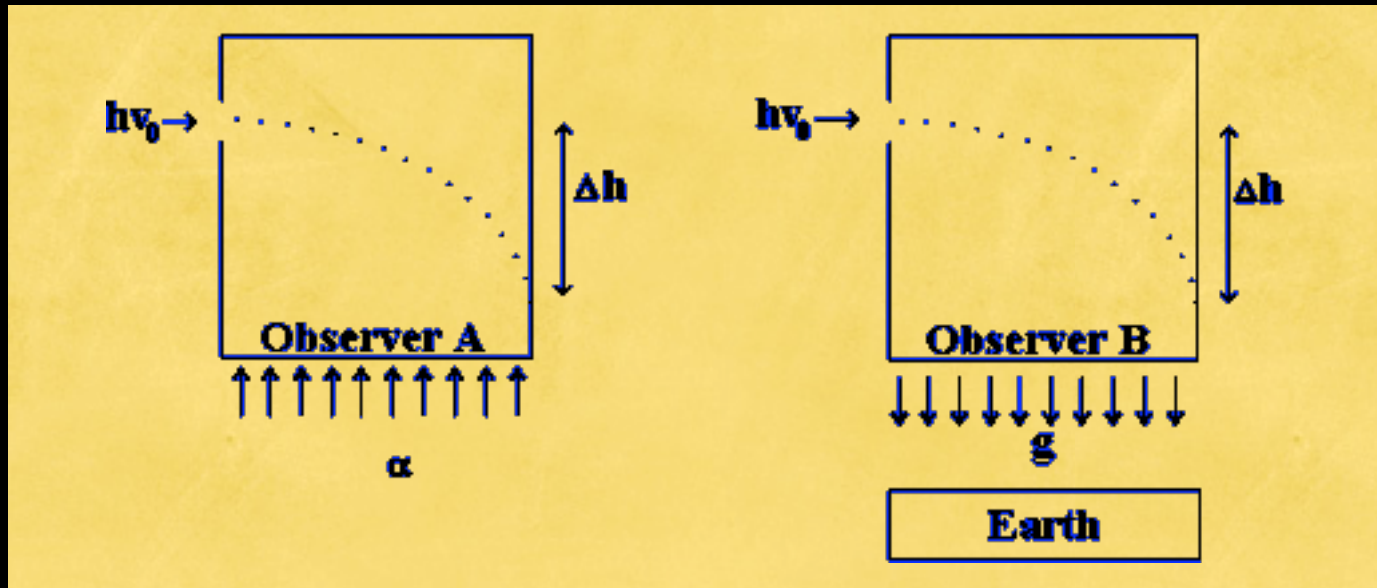 hν₀→
Δh
Observer A
α
hν₀→
Δh
Observer B
g
Earth